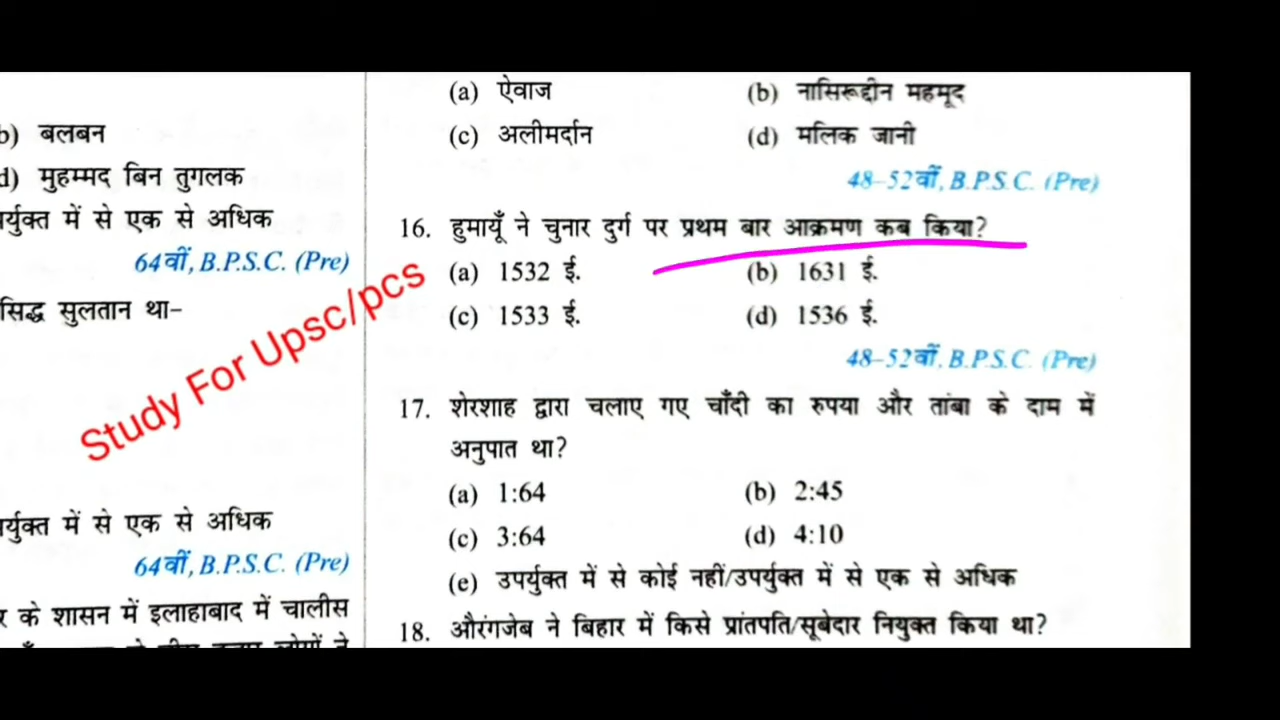 b) बलबन
d) मुहम्मद बिन तुगलक
र्युक्त में से एक से अधिक
64वीं, B.P.S.C. (Pre)
सिद्ध सुलतान था-
र्युक्त में से एक से अधिक
64वीं, B.P.S.C. (Pre)
र के शासन में इलाहाबाद में चालीस
Study For Upsc/pcs
(a) ऐवाज (b) नासिरूद्दीन महमूद
(c) अलीमर्दान (d) मलिक जानी
48-52वीं, B.P.S.C. (Pre)
16. हुमायूँ ने चुनार दुर्ग पर प्रथम बार आक्रमण कब किया?
(a) 1532 ई. (b) 1631 ई.
(c) 1533 ई. (d) 1536 ई.
48-52वीं, B.P.S.C. (Pre)
17. शेरशाह द्वारा चलाए गए चाँदी का रुपया और तांबा के दाम में
अनुपात था?
(a) 1:64 (b) 2:45
(c) 3:64 (d) 4:10
(e) उपर्युक्त में से कोई नहीं/उपर्युक्त में से एक से अधिक
18. औरंगजेब ने बिहार में किसे प्रांतपति/सूबेदार नियुक्त किया था?